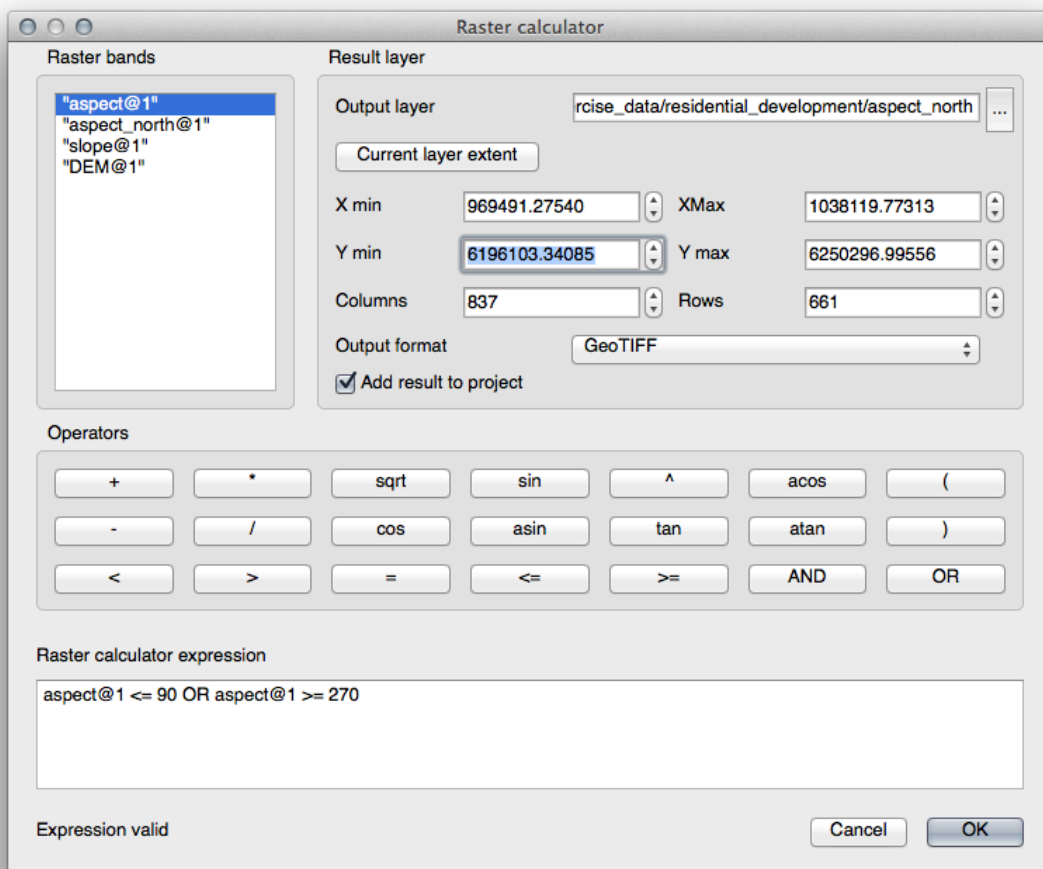 Raster calculator
Raster bands
"aspect@1"
"aspect_north@1"
"slope@1"
"DEM@1"
Result layer
Output layer
rcise_data/residential_development/aspect_north
...
Current layer extent
X min
969491.27540
XMax
1038119.77313
Y min
6196103.34085
Y max
6250296.99556
Columns
837
Rows
661
Output format
GeoTIFF
Add result to project
Operators
+ * sqrt sin ^ acos (
- / cos asin tan atan )
< > = <= >= AND OR
Raster calculator expression
aspect@1 <= 90 OR aspect@1 >= 270
Expression valid
Cancel
OK